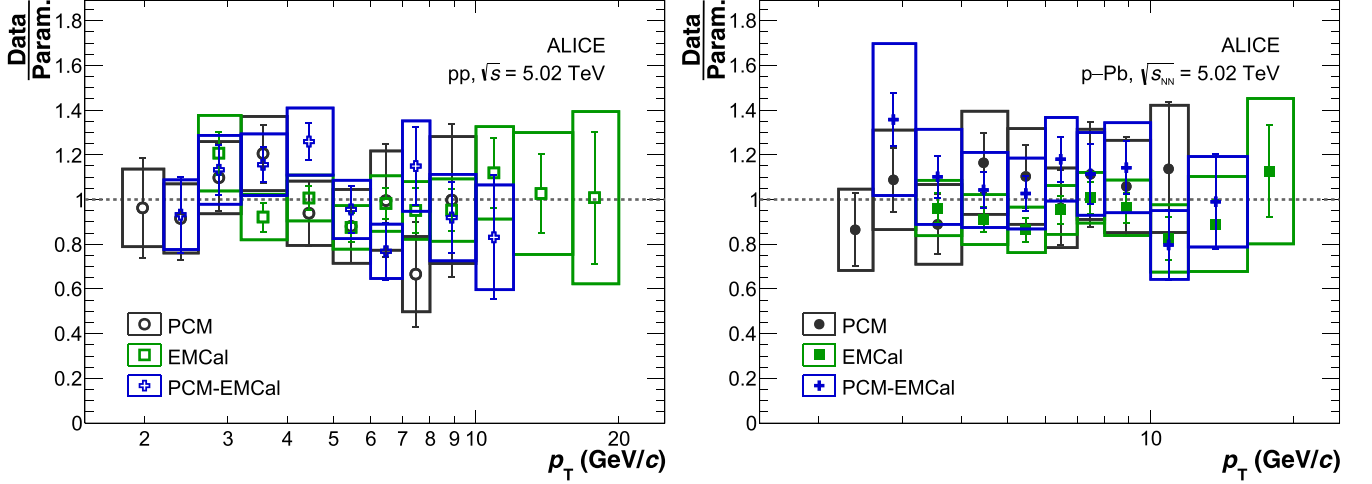 Data
Param.
1.8
1.6
1.4
1.2
1
0.8
0.6
0.4
0.2
0
ALICE
pp, √s = 5.02 TeV
PCM
EMCal
PCM-EMCal
2 3 4 5 6 7 8 9 10 20
p_T (GeV/c)
Data
Param.
1.8
1.6
1.4
1.2
1
0.8
0.6
0.4
0.2
0
ALICE
p–Pb, √s_NN = 5.02 TeV
PCM
EMCal
PCM-EMCal
10
p_T (GeV/c)